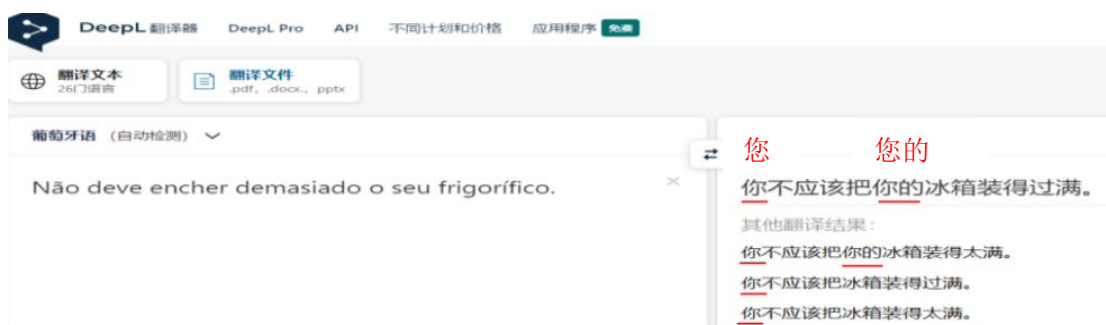 DeepL 翻译器 DeepL Pro API 不同计划和价格 应用程序 免费
翻译文本
26门语言
翻译文件
.pdf, .docx, .pptx
葡萄牙语 (自动检测)
Não deve encher demasiado o seu frigorífico.
您 您的
你不应该把你的冰箱装得过满。
其他翻译结果:
你不应该把你的冰箱装得太满。
你不应该把冰箱装得过满。
你不应该把冰箱装得太满。